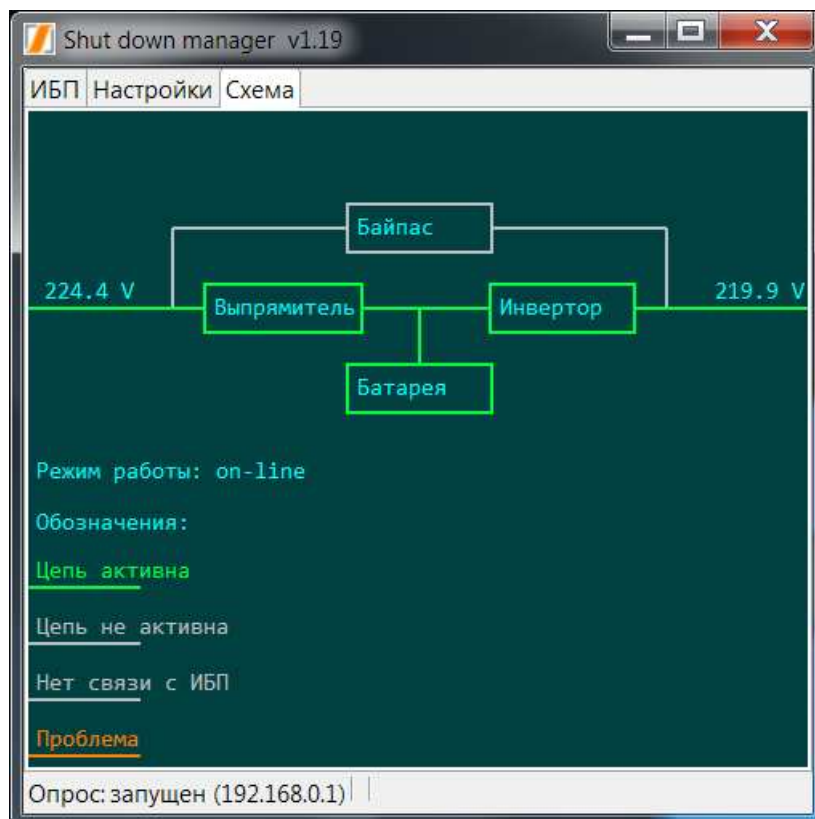 Shut down manager v1.19
ИБП Настройки Схема
Байпас
224.4 V
219.9 V
Выпрямитель
Инвертор
Батарея
Режим работы: on-line
Обозначения:
Цепь активна
Цепь не активна
Нет связи с ИБП
Проблема
Опрос: запущен (192.168.0.1)